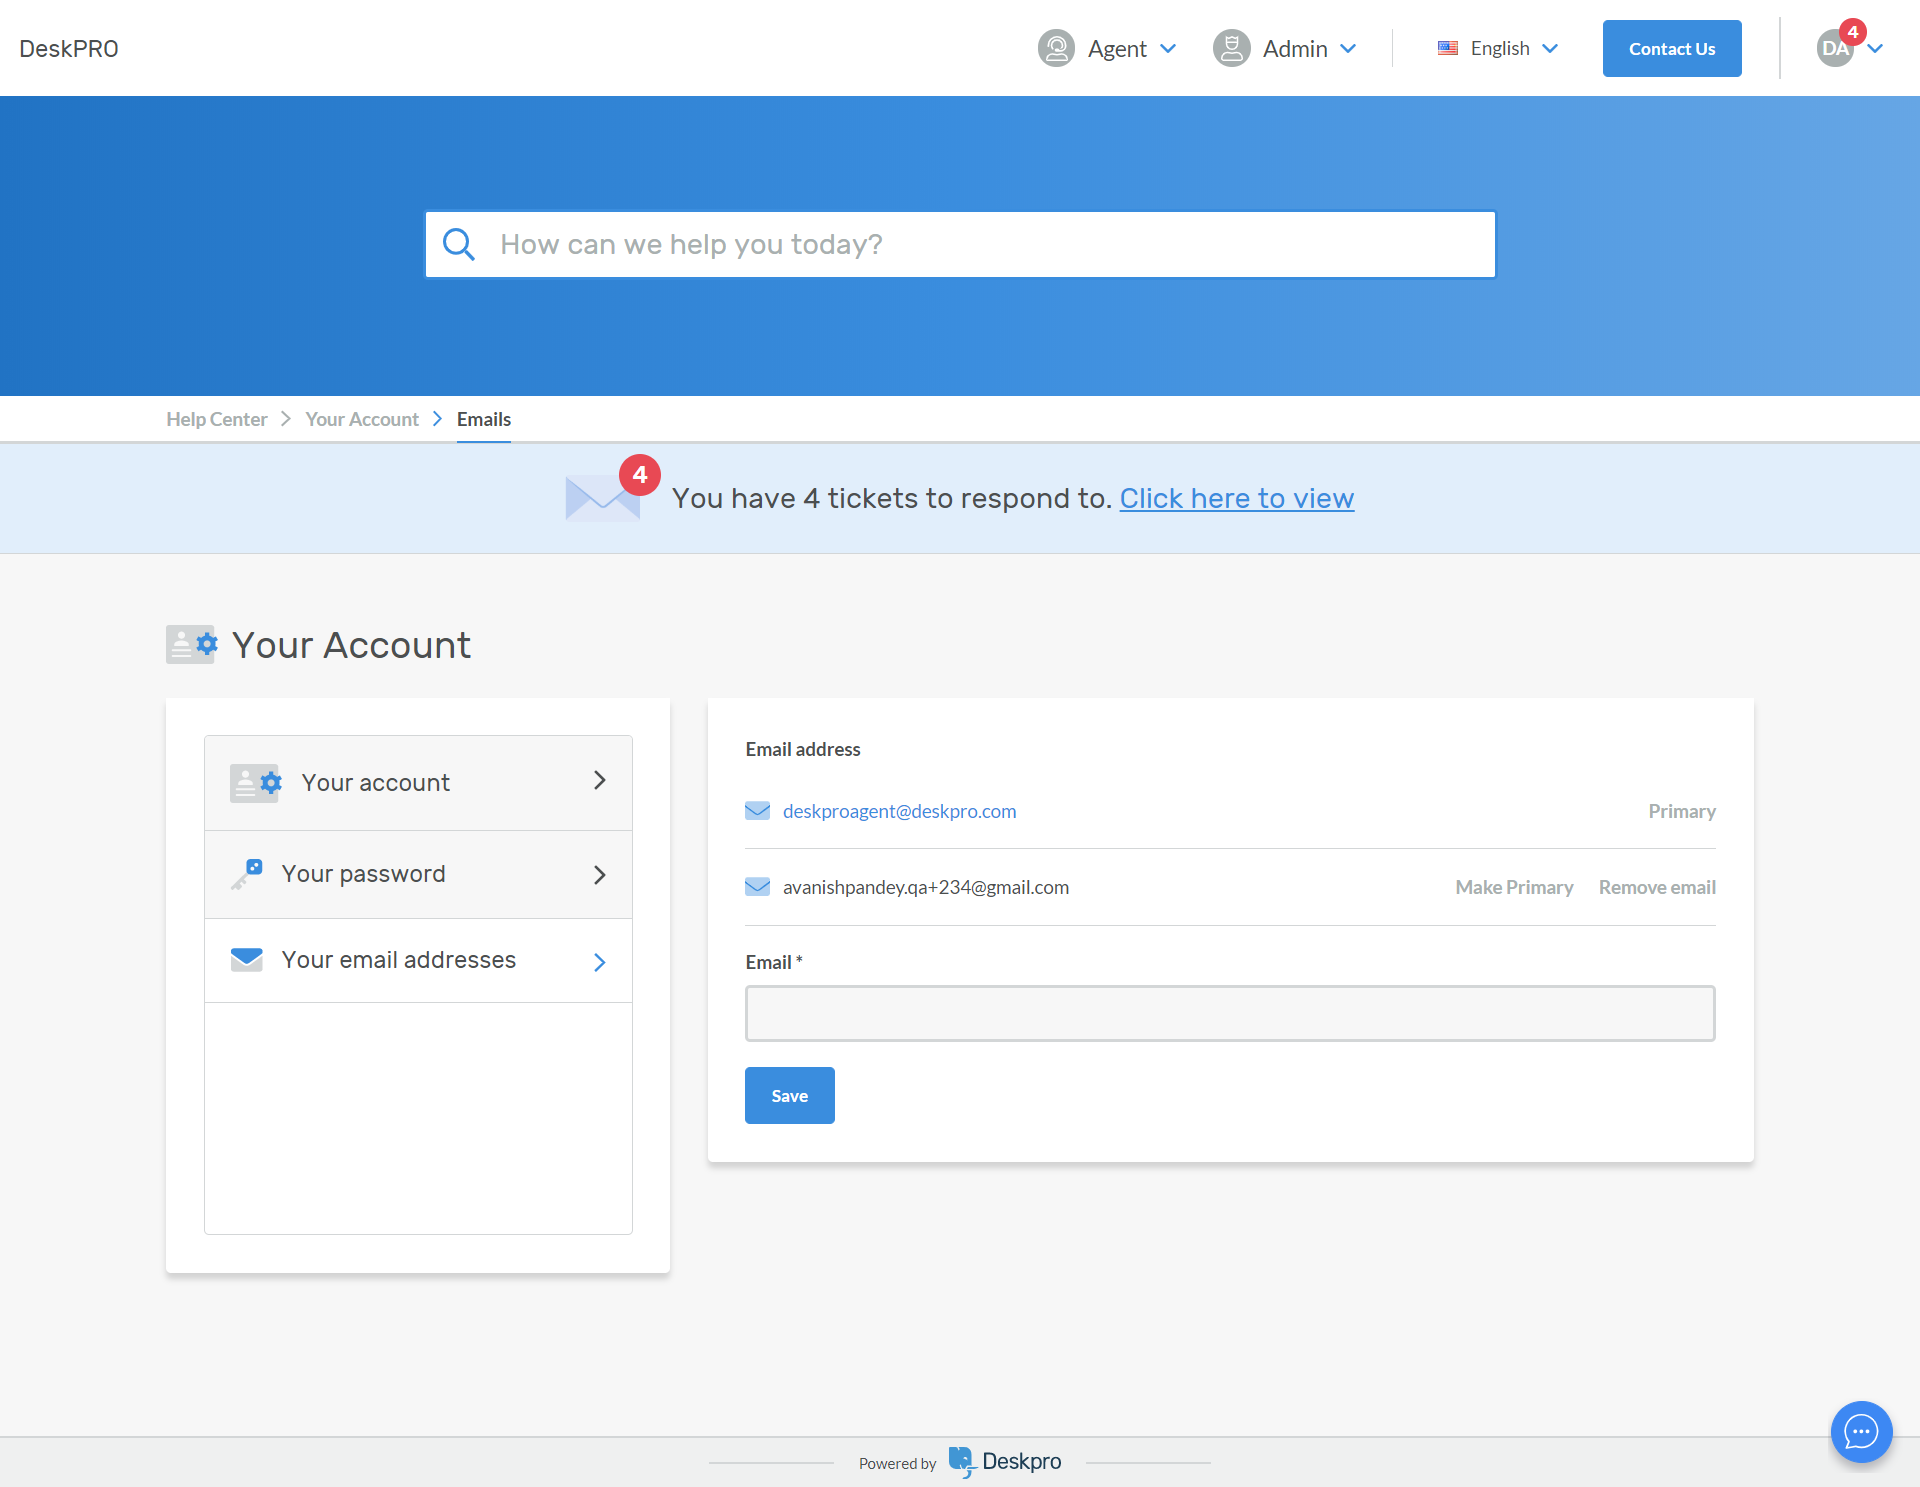 DeskPRO
Agent
Admin
English
Contact Us
DA
4
How can we help you today?
Help Center
Your Account
Emails
4
You have 4 tickets to respond to. Click here to view
Your Account
Your account
Your password
Your email addresses
Email address
deskproagent@deskpro.com
Primary
avanishpandey.qa+234@gmail.com
Make Primary
Remove email
Email *
Save
Powered by
Deskpro